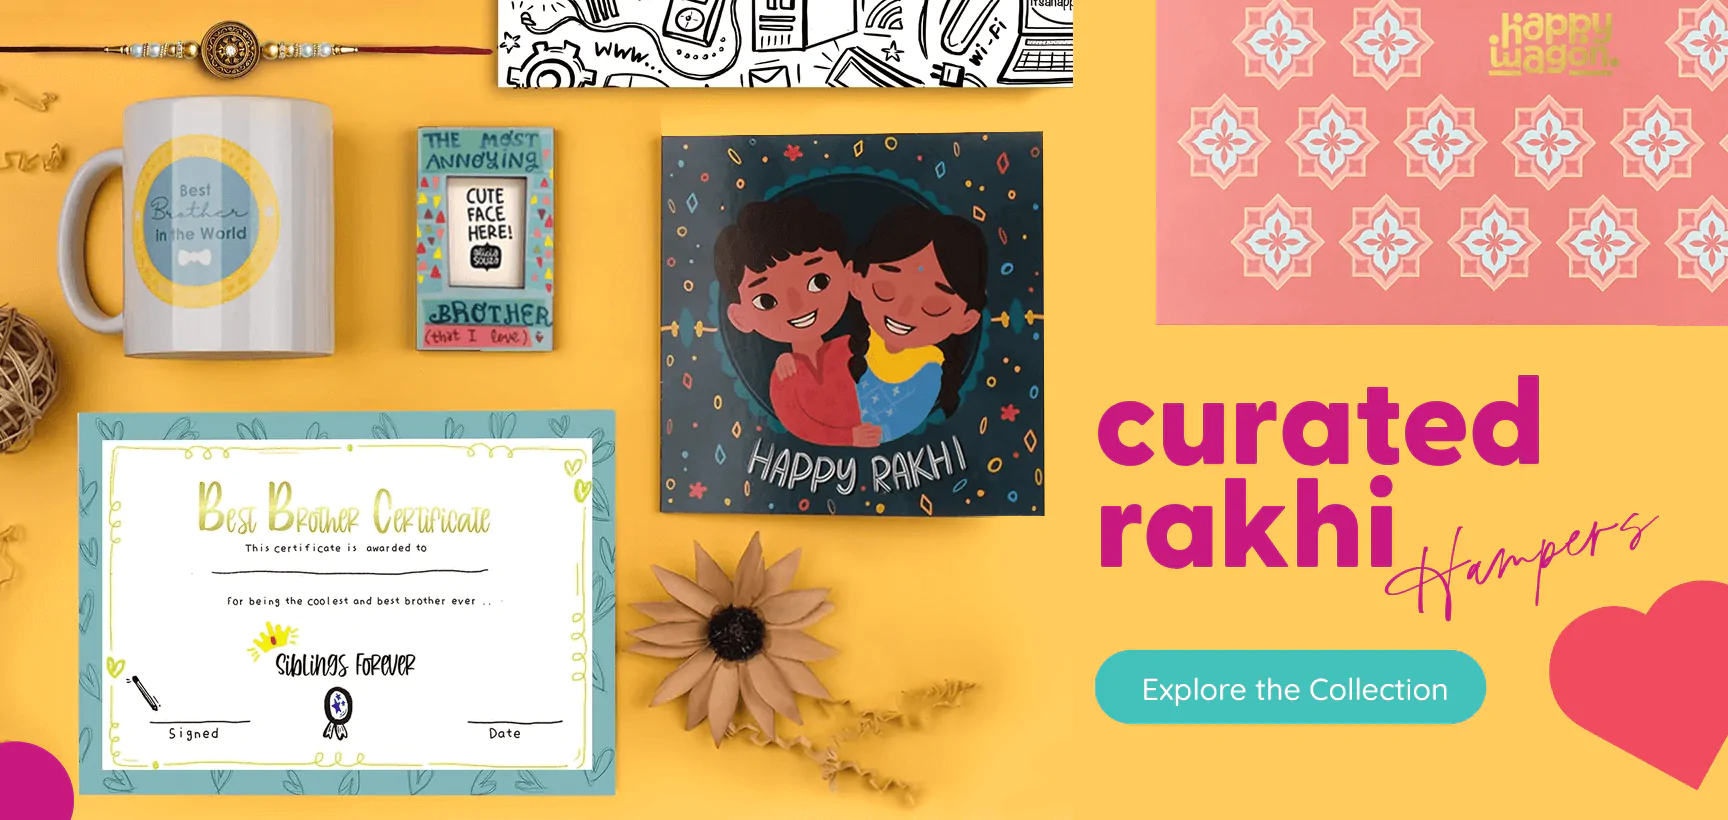 www...
Wi-Fi
happy
wagon.
Best
Brother
in the World
THE MOST
ANNOYING
CUTE
FACE
HERE!
alicia
souza
BROTHER
(that I love)
HAPPY RAKHI
Best Brother Certificate
This certificate is awarded to
for being the coolest and best brother ever ..
Siblings Forever
Signed
Date
curated
rakhi
Hampers
Explore the Collection